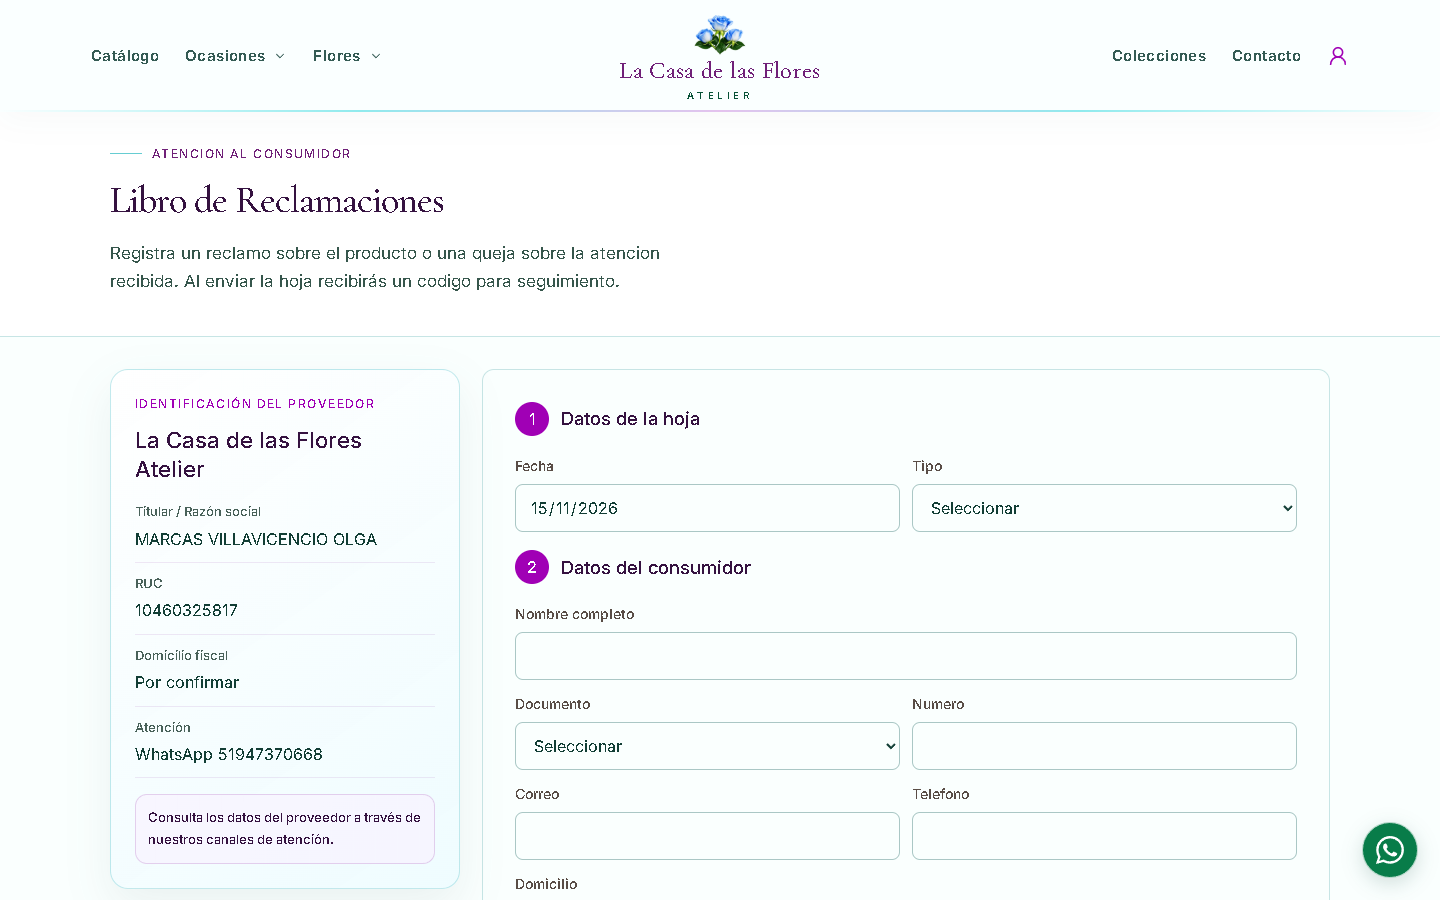 Catálogo
Ocasiones
Flores
La Casa de las Flores
ATELIER
Colecciones
Contacto
ATENCION AL CONSUMIDOR
Libro de Reclamaciones
Registra un reclamo sobre el producto o una queja sobre la atencion
recibida. Al enviar la hoja recibirás un codigo para seguimiento.
IDENTIFICACIÓN DEL PROVEEDOR
La Casa de las Flores
Atelier
Titular / Razón social
MARCAS VILLAVICENCIO OLGA
RUC
10460325817
Domicilio fiscal
Por confirmar
Atención
WhatsApp 51947370668
Consulta los datos del proveedor a través de
nuestros canales de atención.
1 Datos de la hoja
Fecha
Tipo
15/11/2026
Seleccionar
2 Datos del consumidor
Nombre completo
Documento
Numero
Seleccionar
Correo
Telefono
Domicilio